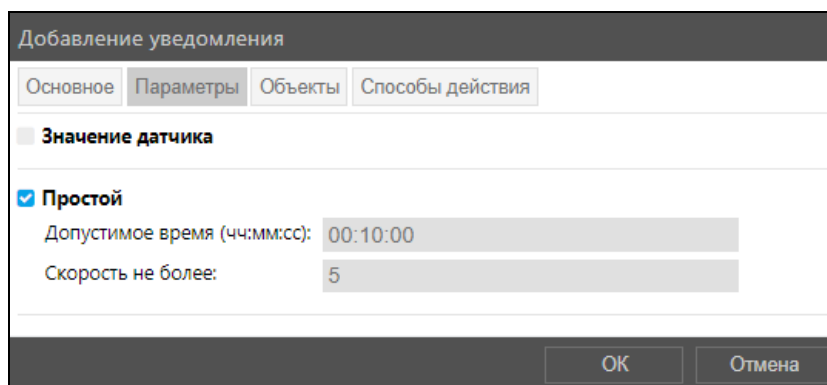 Добавление уведомления
Основное Параметры Объекты Способы действия
Значение датчика
Простой
Допустимое время (чч:мм:сс): 00:10:00
Скорость не более: 5
ОК Отмена